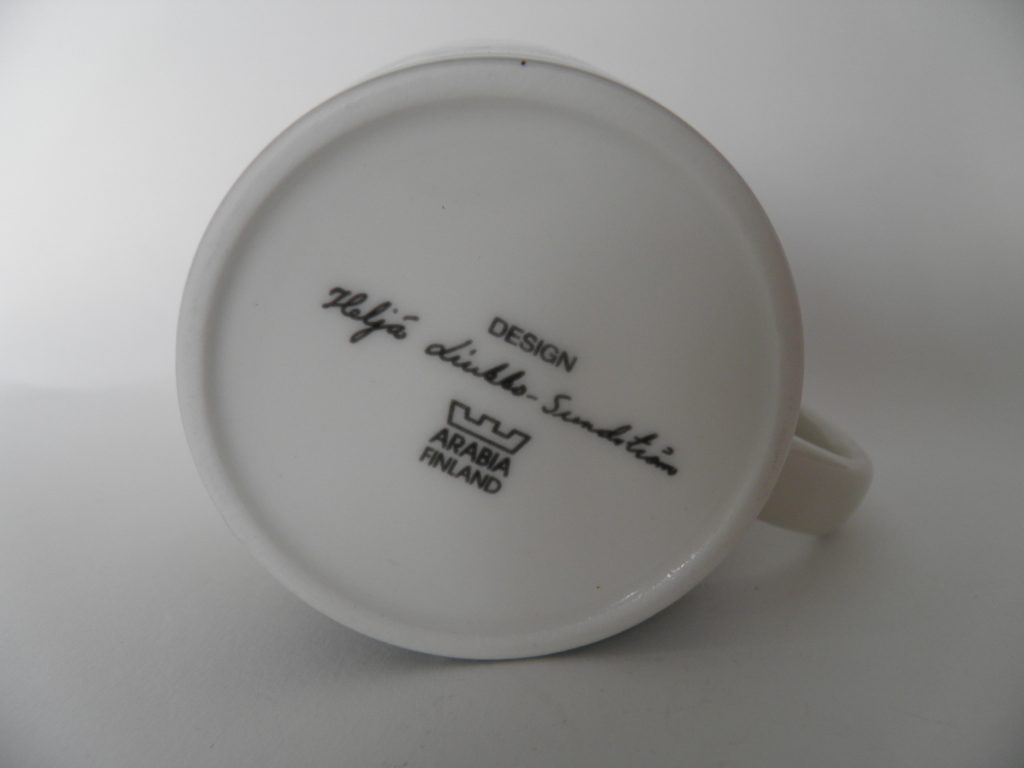 DESIGN
Heljä Liukko-Sundström
ARABIA
FINLAND